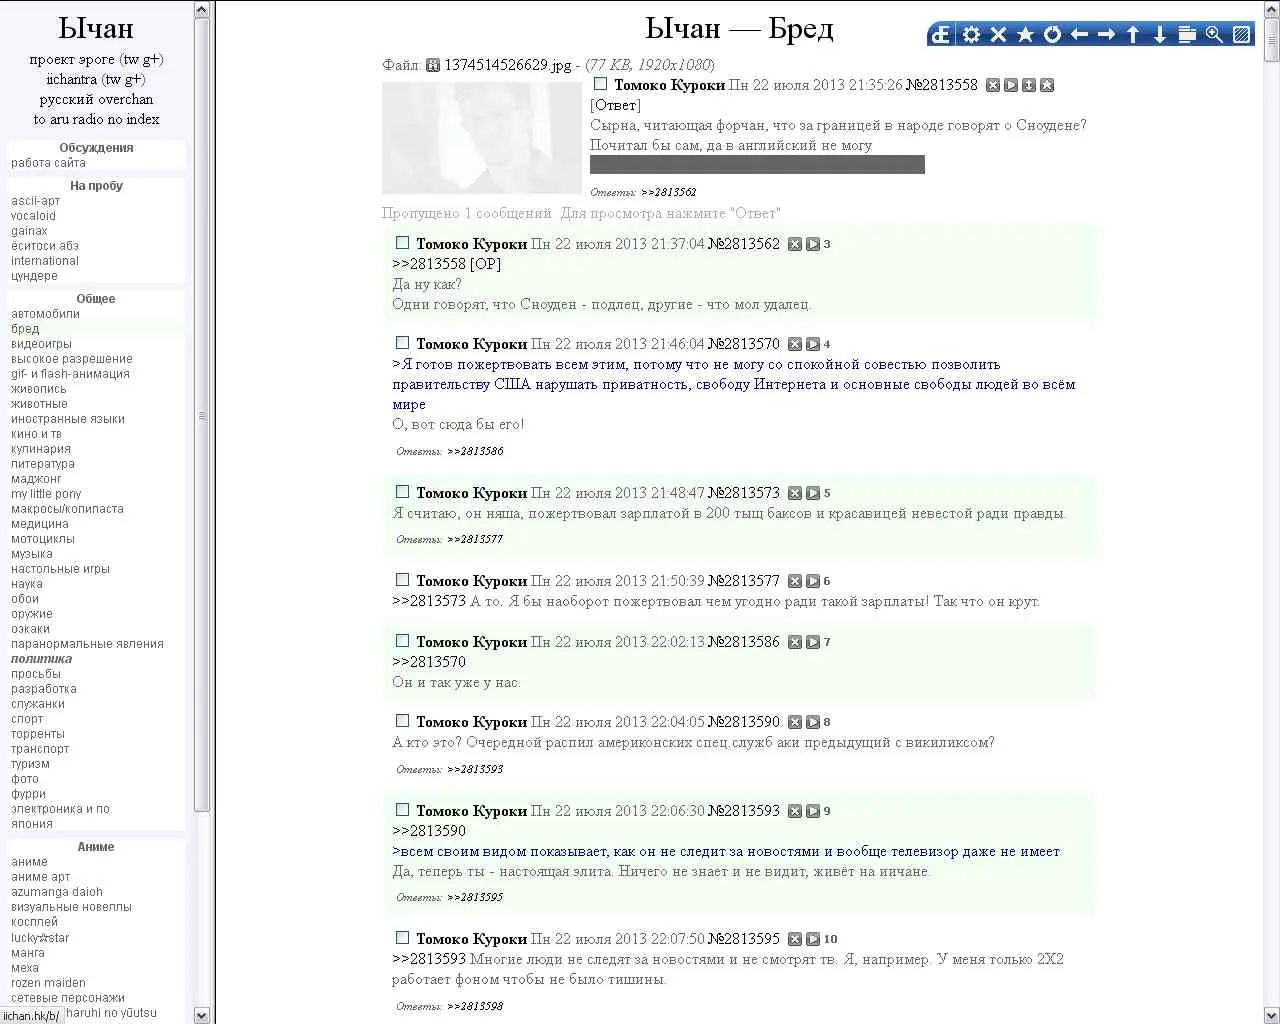 Ычан
проект эроге (tw g+)
iichantra (tw g+)
русский overchan
to aru radio no index
Обсуждения
работа сайта
На пробу
ascii-арт
vocaloid
gainax
ёситоси абэ
international
цундере
Общее
автомобили
бред
видеоигры
высокое разрешение
gif- и flash-анимация
живопись
животные
иностранные языки
кино и тв
кулинария
литература
маджонг
my little pony
макросы/копипаста
медицина
мотоциклы
музыка
настольные игры
наука
обои
оружие
оэкаки
паранормальные явления
политика
просьбы
разработка
служанки
спорт
торренты
транспорт
туризм
фото
фурри
электроника и по
япония
Аниме
аниме
аниме арт
azumanga daioh
визуальные новеллы
косплей
lucky☆star
манга
меха
rozen maiden
сетевые персонажи
haruhi no yūutsu
iichan.hk/b/
Ычан — Бред
Файл: 1374514526629.jpg - (77 KB, 1920x1080)
Томоко Куроки Пн 22 июля 2013 21:35:26 №2813558
[Ответ]
Сырна, читающая форчан, что за границей в народе говорят о Сноудене?
Почитал бы сам, да в английский не могу
Ответы: >>2813562
Пропущено 1 сообщений. Для просмотра нажмите "Ответ".
Томоко Куроки Пн 22 июля 2013 21:37:04 №2813562 3
>>2813558 [OP]
Да ну как?
Одни говорят, что Сноуден - подлец, другие - что мол удалец.
Томоко Куроки Пн 22 июля 2013 21:46:04 №2813570 4
>Я готов пожертвовать всем этим, потому что не могу со спокойной совестью позволить
правительству США нарушать приватность, свободу Интернета и основные свободы людей во всём
мире
О, вот сюда бы его!
Ответы: >>2813586
Томоко Куроки Пн 22 июля 2013 21:48:47 №2813573 5
Я считаю, он няша, пожертвовал зарплатой в 200 тыщ баксов и красавицей невестой ради правды.
Ответы: >>2813577
Томоко Куроки Пн 22 июля 2013 21:50:39 №2813577 6
>>2813573 А то. Я бы наоборот пожертвовал чем угодно ради такой зарплаты! Так что он крут.
Томоко Куроки Пн 22 июля 2013 22:02:13 №2813586 7
>>2813570
Он и так уже у нас.
Томоко Куроки Пн 22 июля 2013 22:04:05 №2813590 8
А кто это? Очередной распил американских спец.служб аки предыдущий с викиликсом?
Ответы: >>2813593
Томоко Куроки Пн 22 июля 2013 22:06:30 №2813593 9
>>2813590
>всем своим видом показывает, как он не следит за новостями и вообще телевизор даже не имеет
Да, теперь ты - настоящая элита. Ничего не знает и не видит, живёт на иичане.
Ответы: >>2813595
Томоко Куроки Пн 22 июля 2013 22:07:50 №2813595 10
>>2813593 Многие люди не следят за новостями и не смотрят тв. Я, например. У меня только 2X2
работает фоном чтобы не было тишины.
Ответы: >>2813598